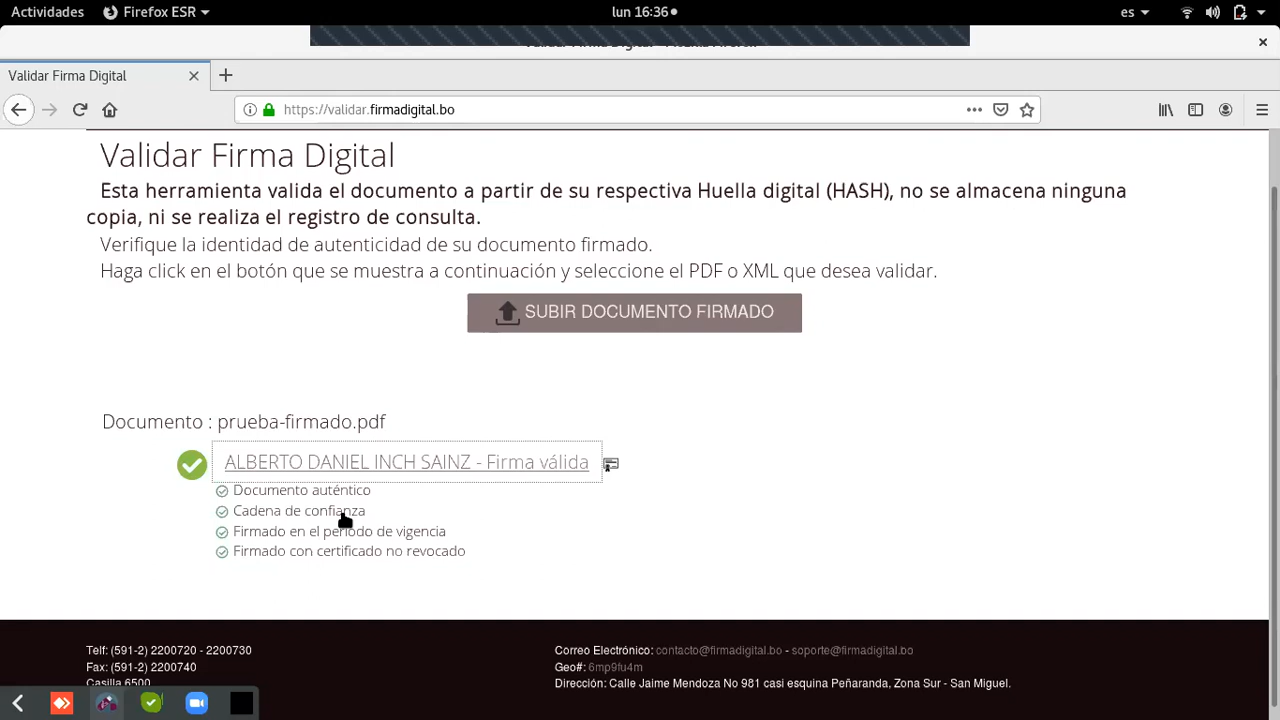 Actividades Firefox ESR lun 16:36 es
Validar Firma Digital - Mozilla Firefox
Validar Firma Digital
https://validar.firmadigital.bo
Validar Firma Digital
Esta herramienta valida el documento a partir de su respectiva Huella digital (HASH), no se almacena ninguna
copia, ni se realiza el registro de consulta.
Verifique la identidad de autenticidad de su documento firmado.
Haga click en el botón que se muestra a continuación y seleccione el PDF o XML que desea validar.
SUBIR DOCUMENTO FIRMADO
Documento : prueba-firmado.pdf
ALBERTO DANIEL INCH SAINZ - Firma válida
Documento auténtico
Cadena de confianza
Firmado en el período de vigencia
Firmado con certificado no revocado
Telf: (591-2) 2200720 - 2200730
Fax: (591-2) 2200740
Casilla 6500
Correo Electrónico: contacto@firmadigital.bo - soporte@firmadigital.bo
Geo#: 6mp9fu4m
Dirección: Calle Jaime Mendoza No 981 casi esquina Peñaranda, Zona Sur - San Miguel.